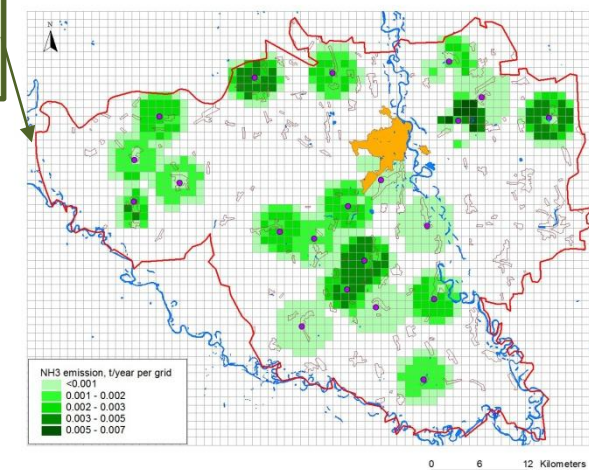 N
NH3 emission, t/year per grid
<0.001
0.001 - 0.002
0.002 - 0.003
0.003 - 0.005
0.005 - 0.007
0 6 12 Kilometers